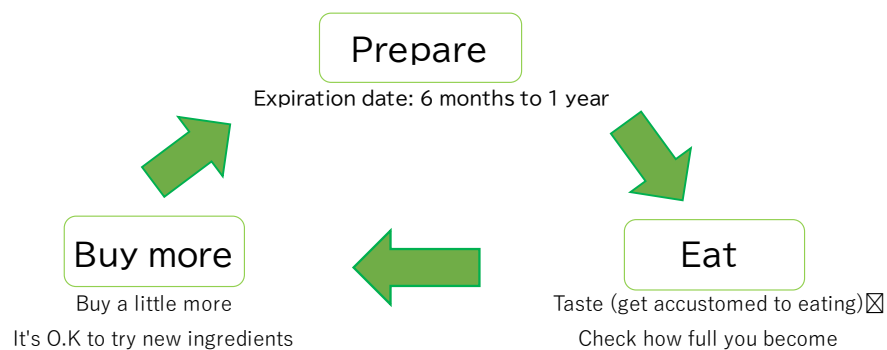 Prepare
Expiration date: 6 months to 1 year
Buy more
Buy a little more
It's O.K to try new ingredients
Eat
Taste (get accustomed to eating)
Check how full you become